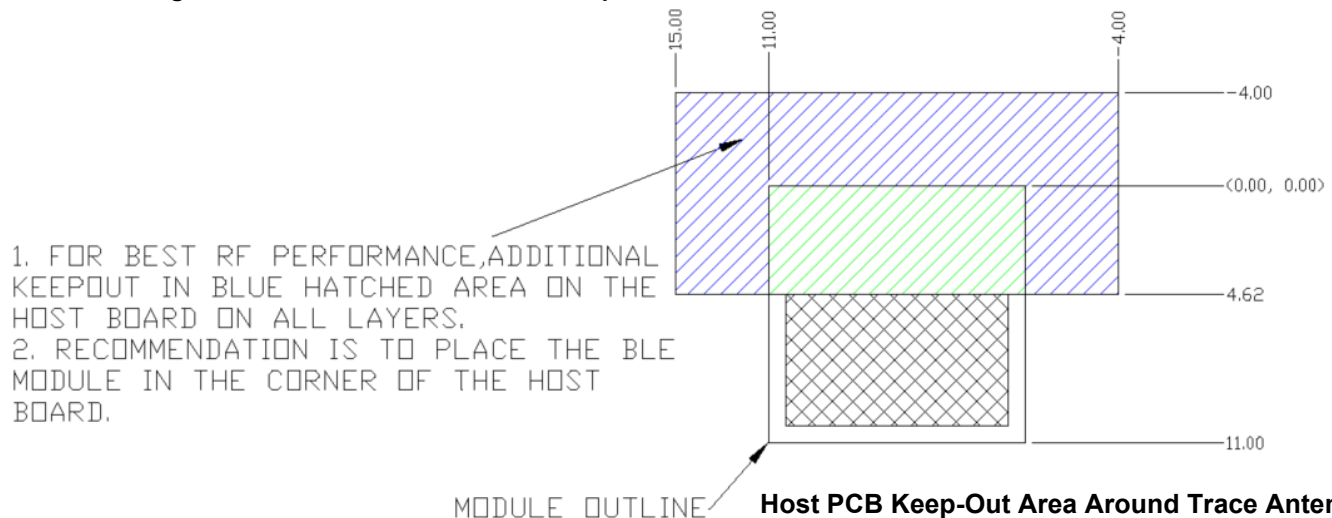 15.00
11.00
-4.00
-4.00
(0.00, 0.00)
1. FOR BEST RF PERFORMANCE,ADDITIONAL
KEEPOUT IN BLUE HATCHED AREA ON THE
HOST BOARD ON ALL LAYERS.
2. RECOMMENDATION IS TO PLACE THE BLE
MODULE IN THE CORNER OF THE HOST
BOARD.
4.62
11.00
MODULE OUTLINE
Host PCB Keep-Out Area Around Trace